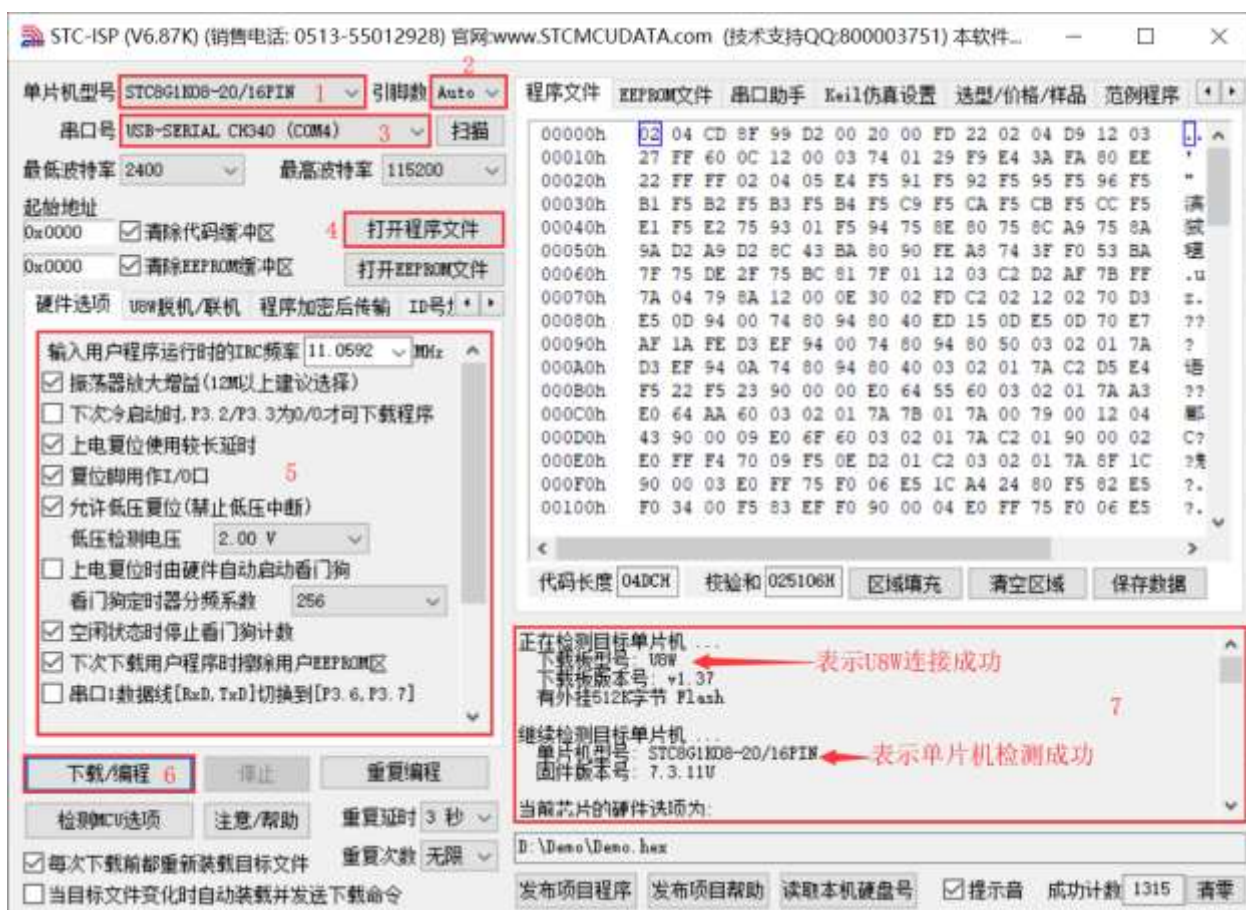 STC-ISP (V6.87K) (销售电话: 0513-55012928) 官网:www.STCMCUDATA.com (技术支持QQ:800003751) 本软件...
2
单片机型号 STC8G1K08-20/16PIN 1 引脚数 Auto
串口号 USB-SERIAL CH340 (COM4) 3 扫描
最低波特率 2400 最高波特率 115200
起始地址
0x0000 清除代码缓冲区 4 打开程序文件
0x0000 清除EEPROM缓冲区 打开EEPROM文件
硬件选项 U8W脱机/联机 程序加密后传输
输入用户程序运行时的IRC频率 11.0592 MHz
振荡器放大增益(12M以上建议选择)
下次冷启动时,P3.2/P3.3为0/0才可下载程序
上电复位使用较长延时
复位脚用作I/O口 5
允许低压复位(禁止低压中断)
低压检测电压 2.00 V
上电复位时由硬件自动启动看门狗
看门狗定时器分频系数 256
空闲状态时停止看门狗计数
下次下载用户程序时擦除用户EEPROM区
串口1数据线[RxD,TxD]切换到[P3.6,P3.7]
下载/编程 6 停止 重复编程
检测MCU选项 注意/帮助 重复延时 3 秒
每次下载前都重新装载目标文件 重复次数 无限
当目标文件变化时自动装载并发送下载命令
程序文件 EEPROM文件 串口助手 Keil仿真设置 选型/价格/样品 范例程序
00000h 02 04 CD 8F 99 D2 00 20 00 FD 22 02 04 D9 12 03
00010h 27 FF 60 0C 12 00 03 74 01 29 F9 E4 3A FA 80 EE
00020h 22 FF FF 02 04 05 E4 F5 91 F5 92 F5 95 F5 96 F5
00030h B1 F5 B2 F5 B3 F5 B4 F5 C9 F5 CA F5 CB F5 CC F5
00040h E1 F5 E2 75 93 01 F5 94 75 8E 80 75 8C A9 75 8A
00050h 9A D2 A9 D2 8C 43 BA 80 90 FE A8 74 3F F0 53 BA
00060h 7F 75 DE 2F 75 BC 81 7F 01 12 03 C2 D2 AF 7B FF .u
00070h 7A 04 79 8A 12 00 0E 30 02 FD C2 02 12 02 70 D3 z.
00080h E5 0D 94 00 74 80 94 80 40 ED 15 0D E5 0D 70 E7 ??
00090h AF 1A FE D3 EF 94 00 74 80 94 80 50 03 02 01 7A ?
000A0h D3 EF 94 0A 74 80 94 80 40 03 02 01 7A C2 D5 E4 语
000B0h F5 22 F5 23 90 00 00 E0 64 55 60 03 02 01 7A A3 ??
000C0h E0 64 AA 60 03 02 01 7A 7B 01 7A 00 79 00 12 04
000D0h 43 90 00 09 E0 6F 60 03 02 01 7A C2 01 90 00 02 C?
000E0h E0 FF F4 70 09 F5 0E D2 01 C2 03 02 01 7A 8F 1C
000F0h 90 00 03 E0 FF 75 F0 06 E5 1C A4 24 80 F5 82 E5 ?.
00100h F0 34 00 F5 83 EF F0 90 00 04 E0 FF 75 F0 06 E5 ?.
代码长度 04DCH 校验和 025106H 区域填充 清空区域 保存数据
正在检测目标单片机 ...
下载板型号: U8W 表示U8W连接成功
下载板版本号: v1.37
有外挂512K字节 Flash
7
继续检测目标单片机 ...
单片机型号: STC8G1K08-20/16PIN 表示单片机检测成功
固件版本号: 7.3.11U
当前芯片的硬件选项为:
D:\Demo\Demo.hex
发布项目程序 发布项目帮助 读取本机硬盘号 提示音 成功计数 1315 清零